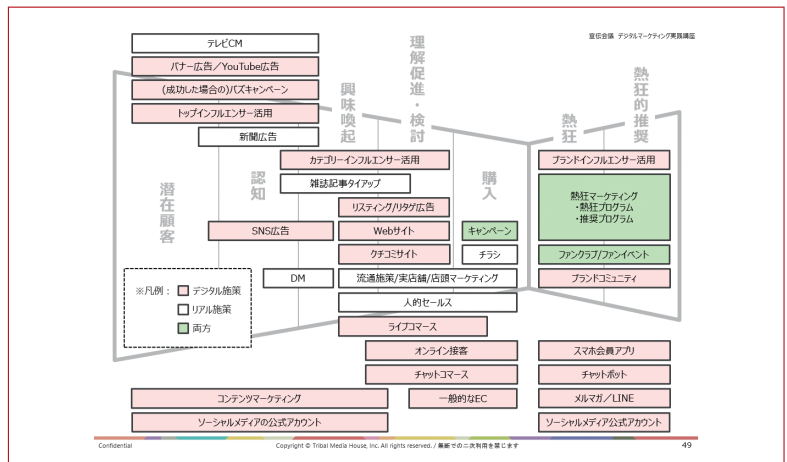 宣伝会議 デジタルマーケティング実践講座
テレビCM
バナー広告／YouTube広告
(成功した場合の)バズキャンペーン
トップインフルエンサー活用
新聞広告
カテゴリーインフルエンサー活用
雑誌記事タイアップ
リスティング/リタゲ広告
SNS広告
Webサイト
キャンペーン
クチコミサイト
チラシ
DM
流通施策/実店舗/店頭マーケティング
人的セールス
ライブコマース
オンライン接客
チャットコマース
コンテンツマーケティング
一般的なEC
ソーシャルメディアの公式アカウント
潜在顧客
認知
興味喚起
理解促進・検討
購入
熱狂
熱狂的推奨
ブランドインフルエンサー活用
熱狂マーケティング
・熱狂プログラム
・推奨プログラム
ファンクラブ/ファンイベント
ブランドコミュニティ
スマホ会員アプリ
チャットボット
メルマガ／LINE
ソーシャルメディア公式アカウント
※凡例：
デジタル施策
リアル施策
両方
Confidential
Copyright © Tribal Media House, Inc. All rights reserved. / 無断での二次利用を禁じます
49